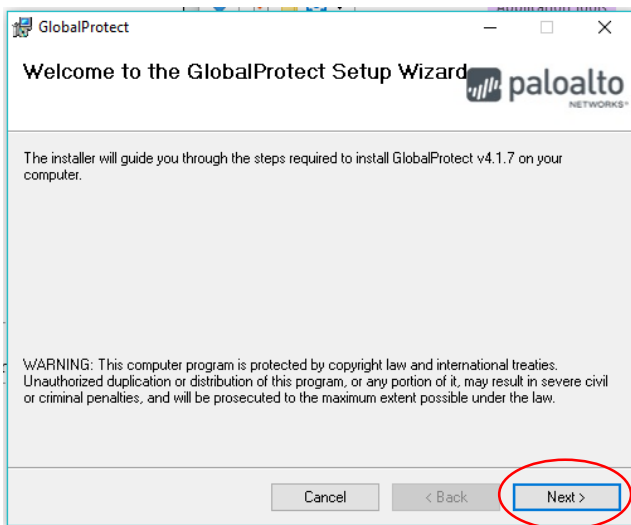 Application Tools
GlobalProtect
Welcome to the GlobalProtect Setup Wizard
paloalto
NETWORKS®
The installer will guide you through the steps required to install GlobalProtect v4.1.7 on your
computer.
WARNING: This computer program is protected by copyright law and international treaties.
Unauthorized duplication or distribution of this program, or any portion of it, may result in severe civil
or criminal penalties, and will be prosecuted to the maximum extent possible under the law.
Cancel
< Back
Next >